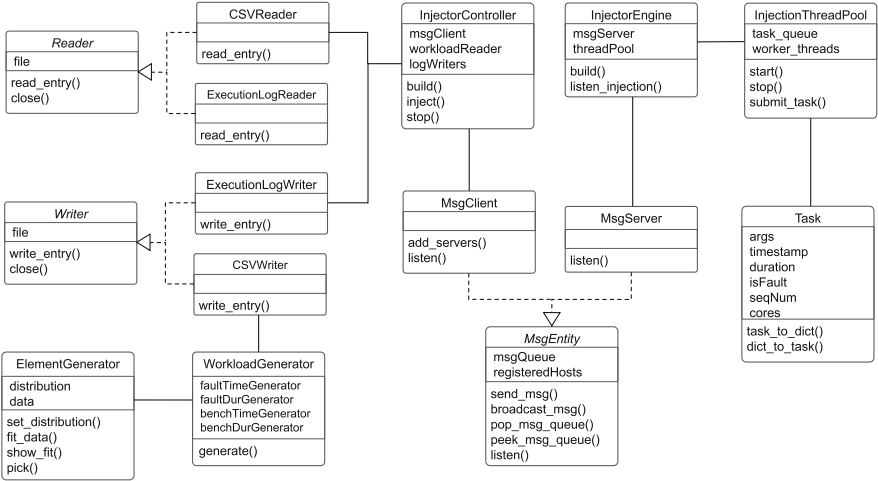 Reader
file
read_entry()
close()
CSVReader
read_entry()
ExecutionLogReader
read_entry()
InjectorController
msgClient
workloadReader
logWriters
build()
inject()
stop()
InjectorEngine
msgServer
threadPool
build()
listen_injection()
InjectionThreadPool
task_queue
worker_threads
start()
stop()
submit_task()
Writer
file
write_entry()
close()
ExecutionLogWriter
write_entry()
CSVWriter
write_entry()
MsgClient
add_servers()
listen()
MsgServer
listen()
Task
args
timestamp
duration
isFault
seqNum
cores
task_to_dict()
dict_to_task()
ElementGenerator
distribution
data
set_distribution()
fit_data()
show_fit()
pick()
WorkloadGenerator
faultTimeGenerator
faultDurGenerator
benchTimeGenerator
benchDurGenerator
generate()
MsgEntity
msgQueue
registeredHosts
send_msg()
broadcast_msg()
pop_msg_queue()
peek_msg_queue()
listen()